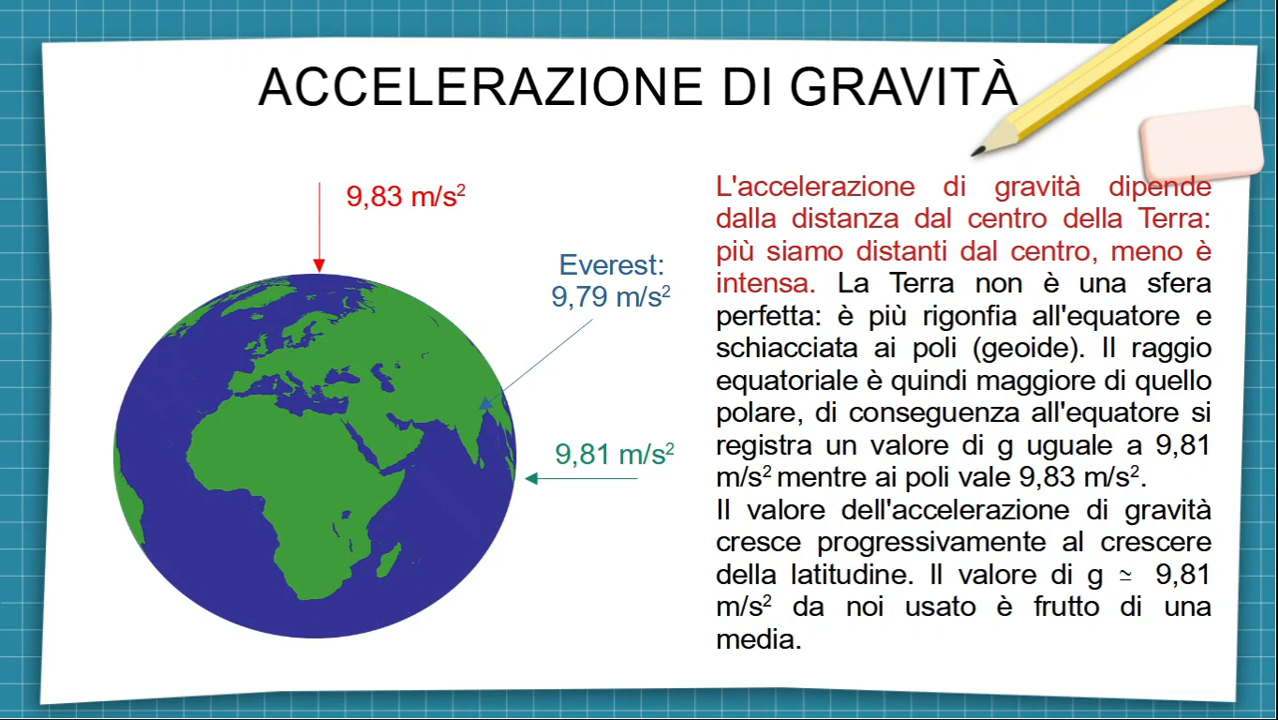 ACCELERAZIONE DI GRAVITÀ
9,83 m/s²
Everest:
9,79 m/s²
9,81 m/s²
L'accelerazione di gravità dipende
dalla distanza dal centro della Terra:
più siamo distanti dal centro, meno è
intensa. La Terra non è una sfera
perfetta: è più rigonfia all'equatore e
schiacciata ai poli (geoide). Il raggio
equatoriale è quindi maggiore di quello
polare, di conseguenza all'equatore si
registra un valore di g uguale a 9,81
m/s² mentre ai poli vale 9,83 m/s².
Il valore dell'accelerazione di gravità
cresce progressivamente al crescere
della latitudine. Il valore di g ≃ 9,81
m/s² da noi usato è frutto di una
media.